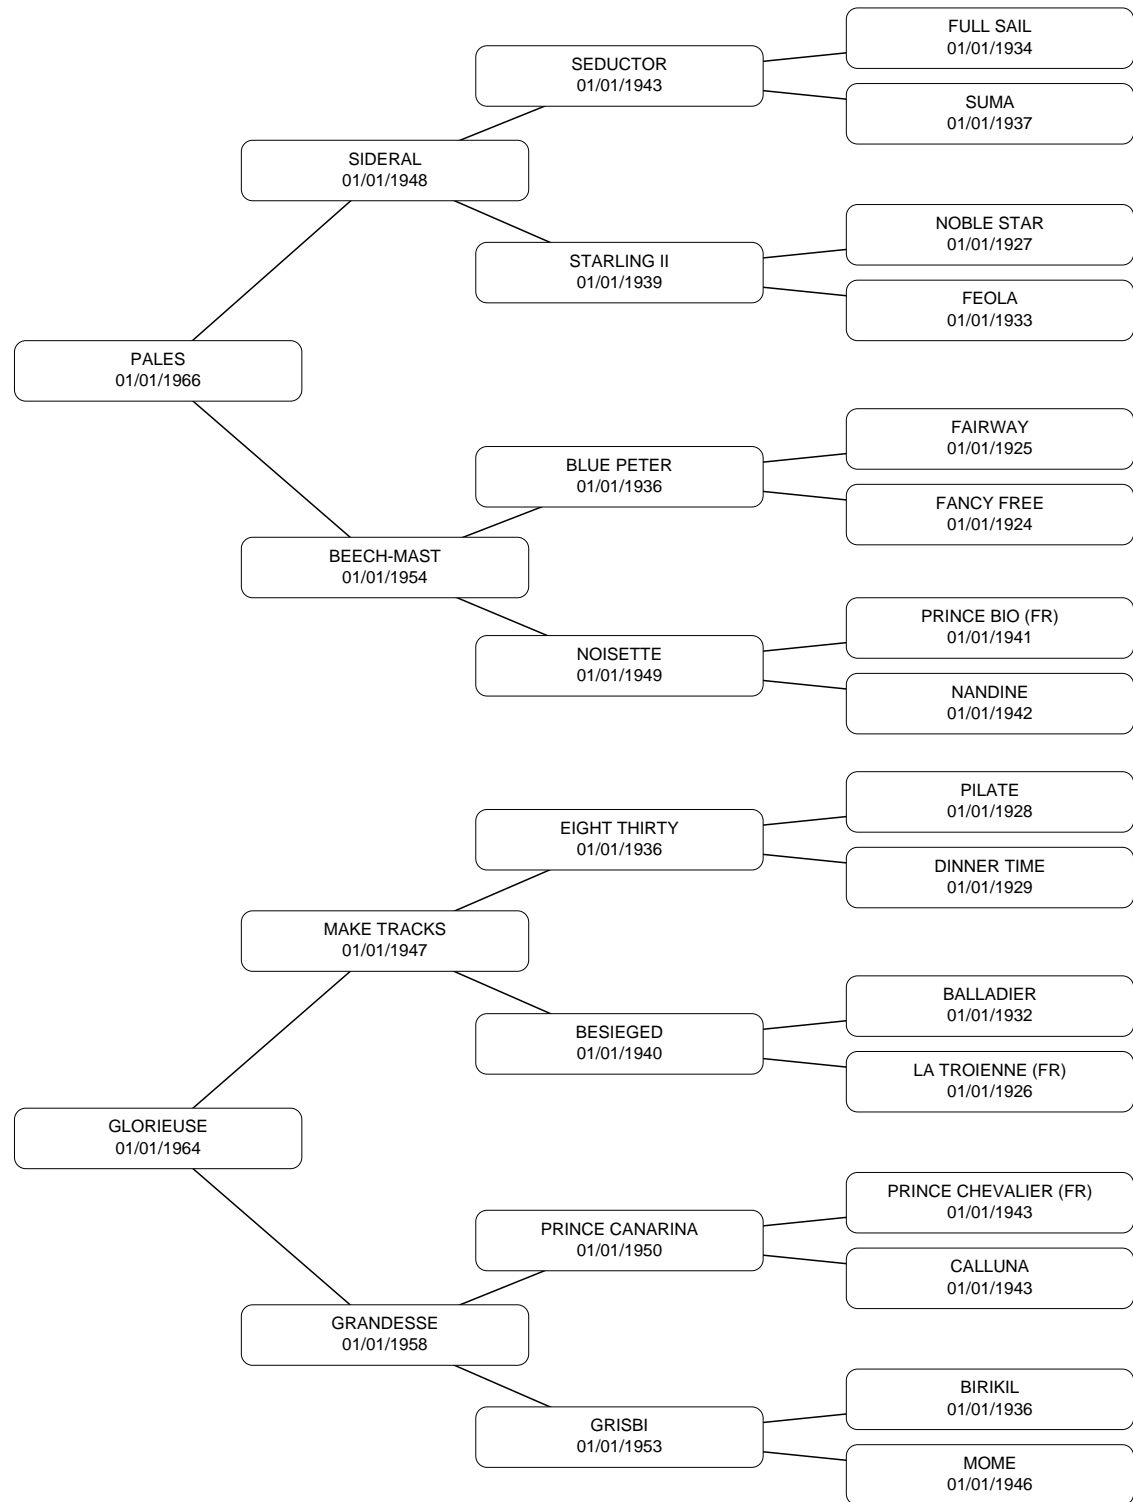 FULL SAIL
01/01/1934
SEDUCTOR
01/01/1943
SUMA
01/01/1937
SIDERAL
01/01/1948
NOBLE STAR
01/01/1927
STARLING II
01/01/1939
FEOLA
01/01/1933
PALES
01/01/1966
FAIRWAY
01/01/1925
BLUE PETER
01/01/1936
FANCY FREE
01/01/1924
BEECH-MAST
01/01/1954
PRINCE BIO (FR)
01/01/1941
NOISETTE
01/01/1949
NANDINE
01/01/1942
PILATE
01/01/1928
EIGHT THIRTY
01/01/1936
DINNER TIME
01/01/1929
MAKE TRACKS
01/01/1947
BALLADIER
01/01/1932
BESIEGED
01/01/1940
LA TROIENNE (FR)
01/01/1926
GLORIEUSE
01/01/1964
PRINCE CHEVALIER (FR)
01/01/1943
PRINCE CANARINA
01/01/1950
CALLUNA
01/01/1943
GRANDESSE
01/01/1958
BIRIKIL
01/01/1936
GRISBI
01/01/1953
MOME
01/01/1946